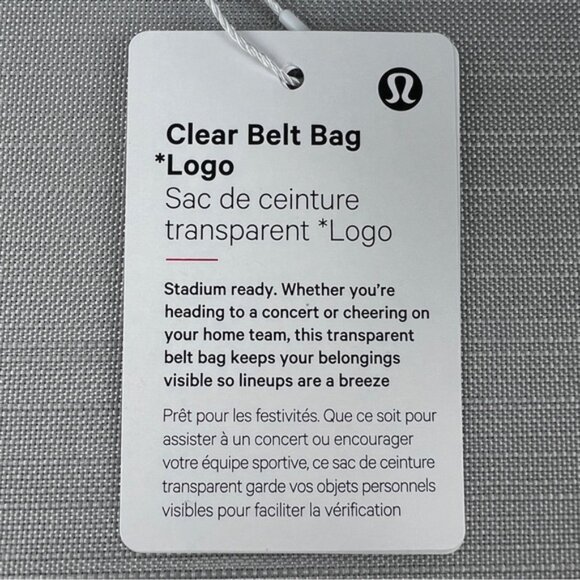 Clear Belt Bag
*Logo
Sac de ceinture
transparent *Logo
Stadium ready. Whether you're
heading to a concert or cheering on
your home team, this transparent
belt bag keeps your belongings
visible so lineups are a breeze
Prêt pour les festivités. Que ce soit pour
assister à un concert ou encourager
votre équipe sportive, ce sac de ceinture
transparent garde vos objets personnels
visibles pour faciliter la vérification